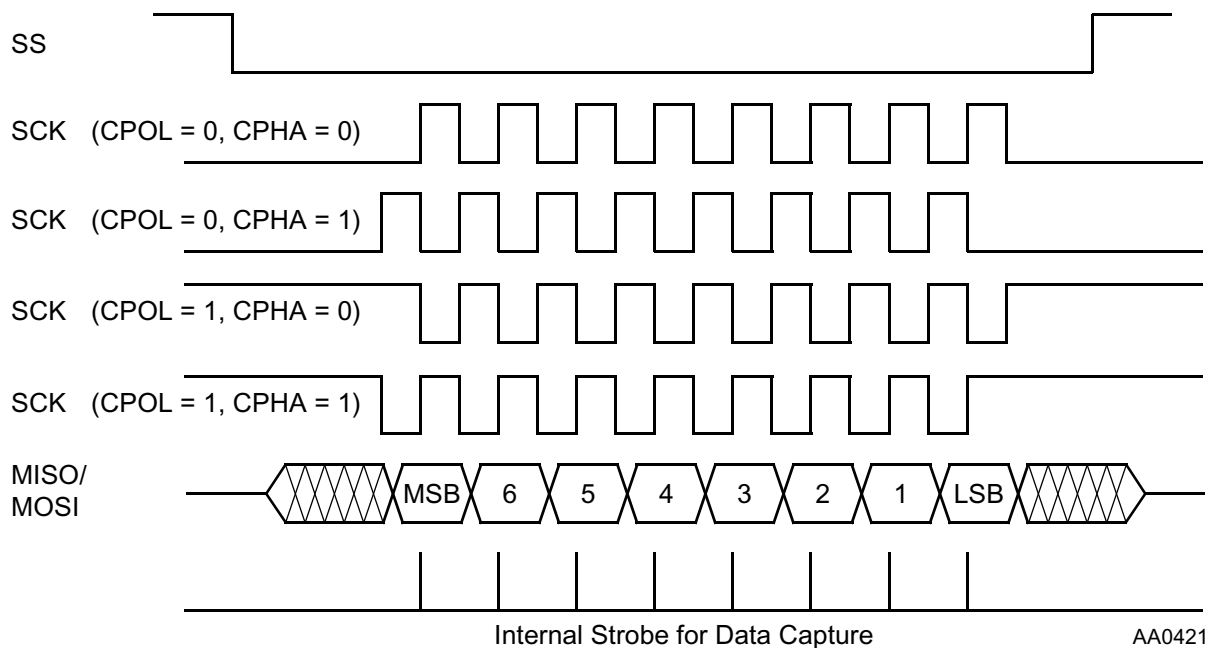 SS
SCK (CPOL = 0, CPHA = 0)
SCK (CPOL = 0, CPHA = 1)
SCK (CPOL = 1, CPHA = 0)
SCK (CPOL = 1, CPHA = 1)
MISO/
MOSI
MSB 6 5 4 3 2 1 LSB
Internal Strobe for Data Capture
AA0421